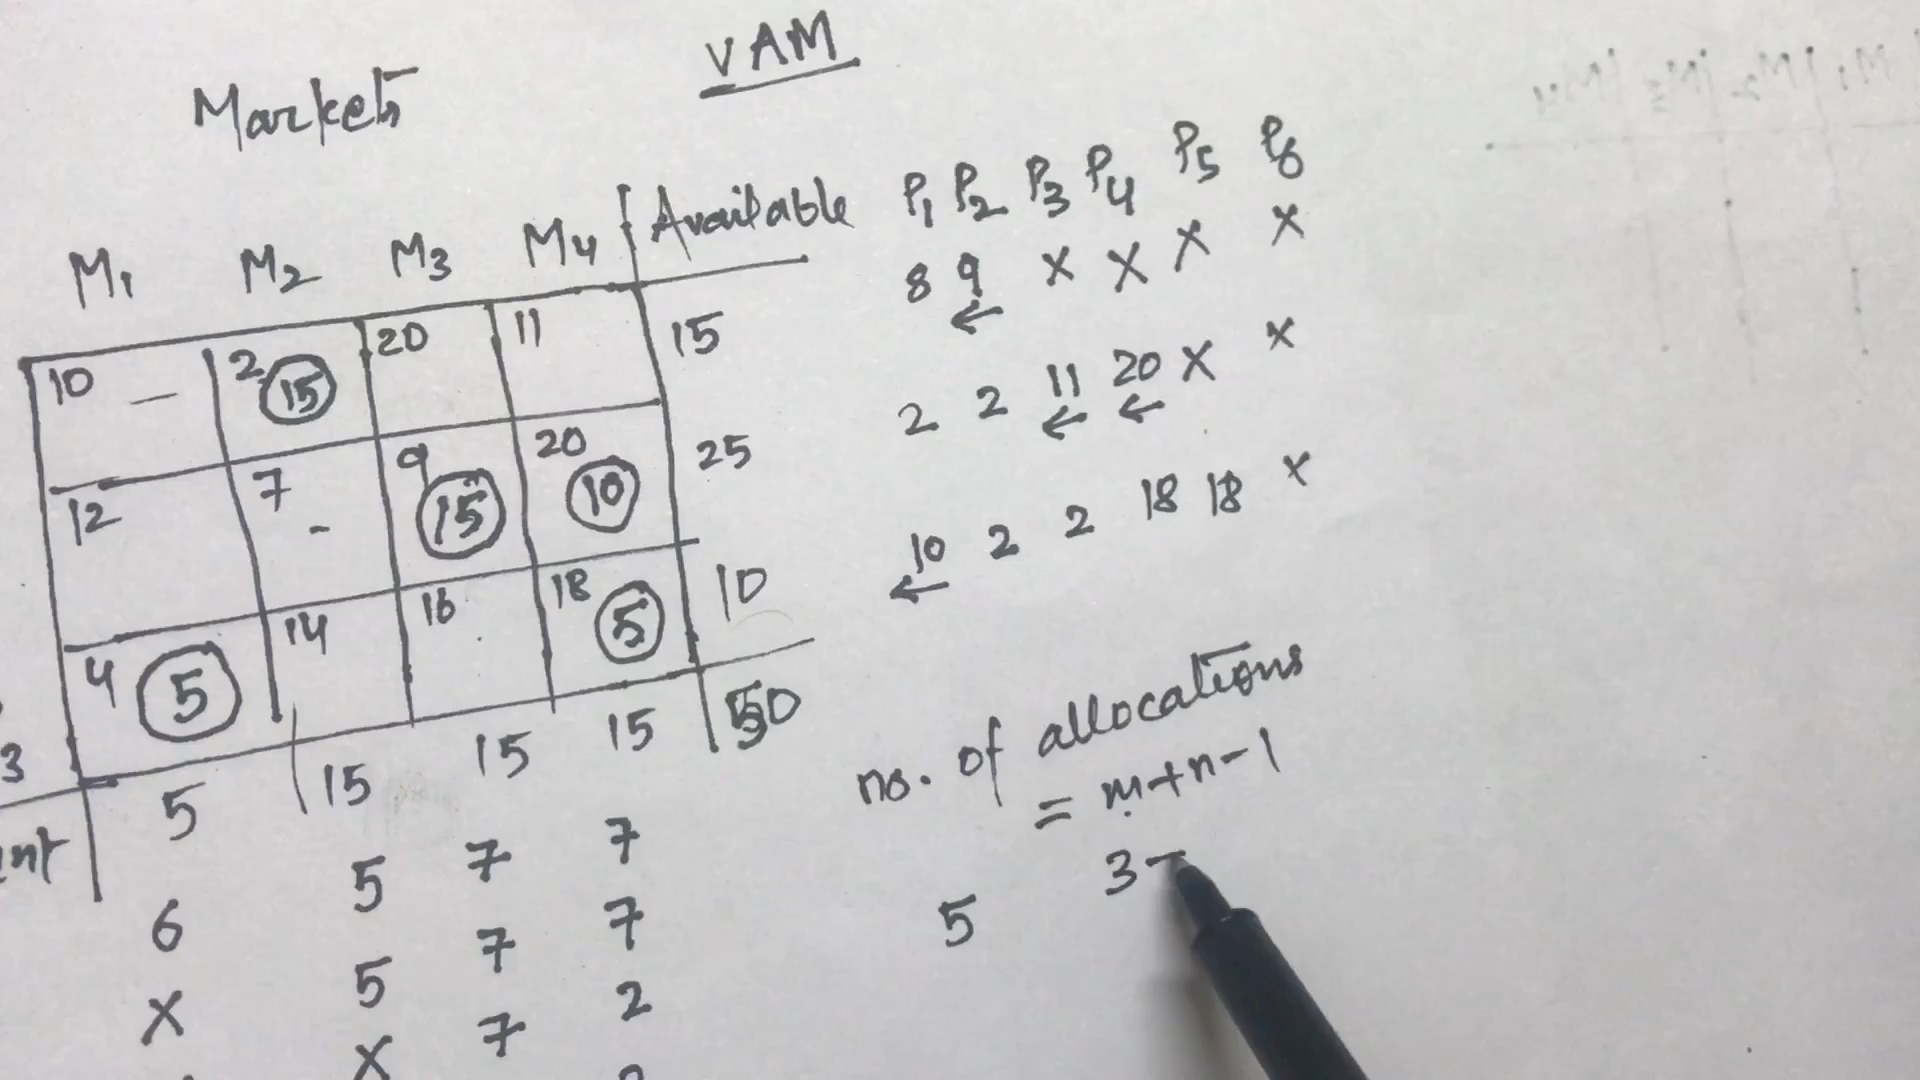 VAM
Markets
M1 M2 M3 M4 Available P1 P2 P3 P4 P5 P6
10 — 2 15 20 11 15 8 9 x x x x
←
12 7 - 9 15 20 10 25 2 2 11 20 x x
← ←
4 5 14 16 18 5 10 10 2 2 18 18 x
←
3
5 15 15 15 50
6 5 7 7
x 5 7 7
x 7 2
no. of allocations
= m+n-1
5 3